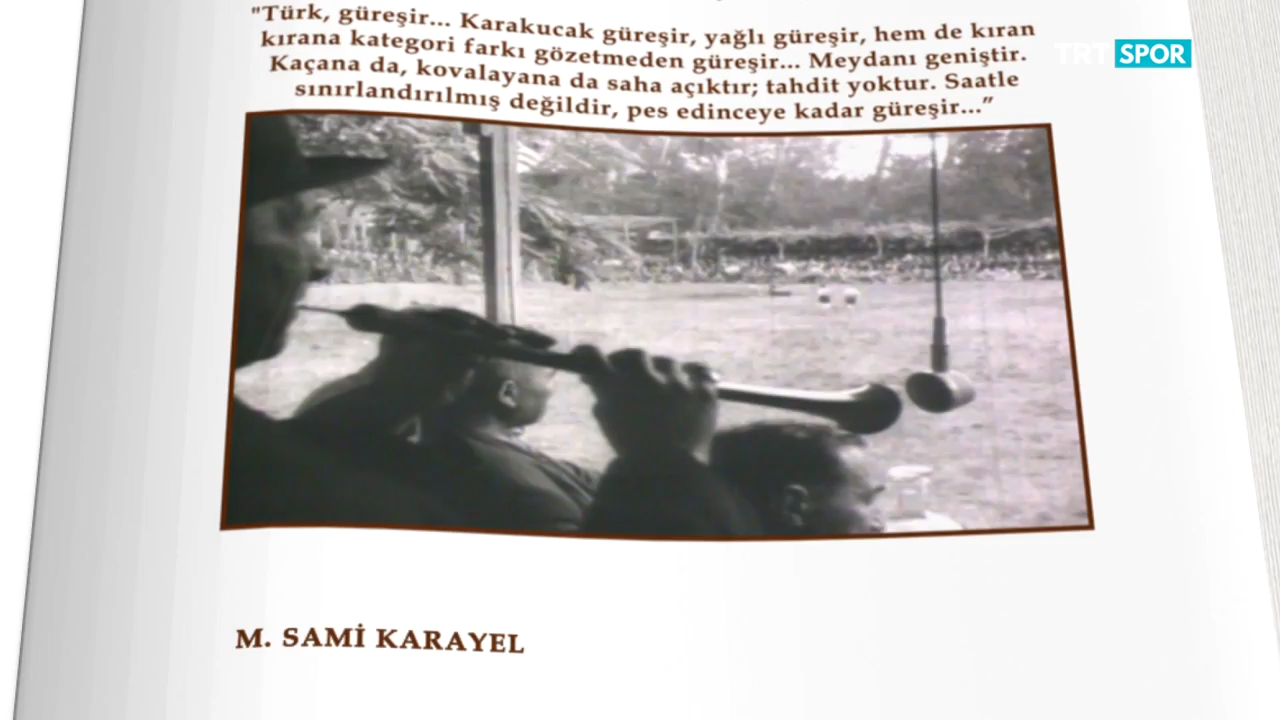 "Türk, güreşir... Karakucak güreşir, yağlı güreşir, hem de kıran
kırana kategori farkı gözetmeden güreşir... Meydanı geniştir.
Kaçana da, kovalayana da saha açıktır; tahdit yoktur. Saatle
sınırlandırılmış değildir, pes edinceye kadar güreşir..."
TRT SPOR
M. SAMİ KARAYEL